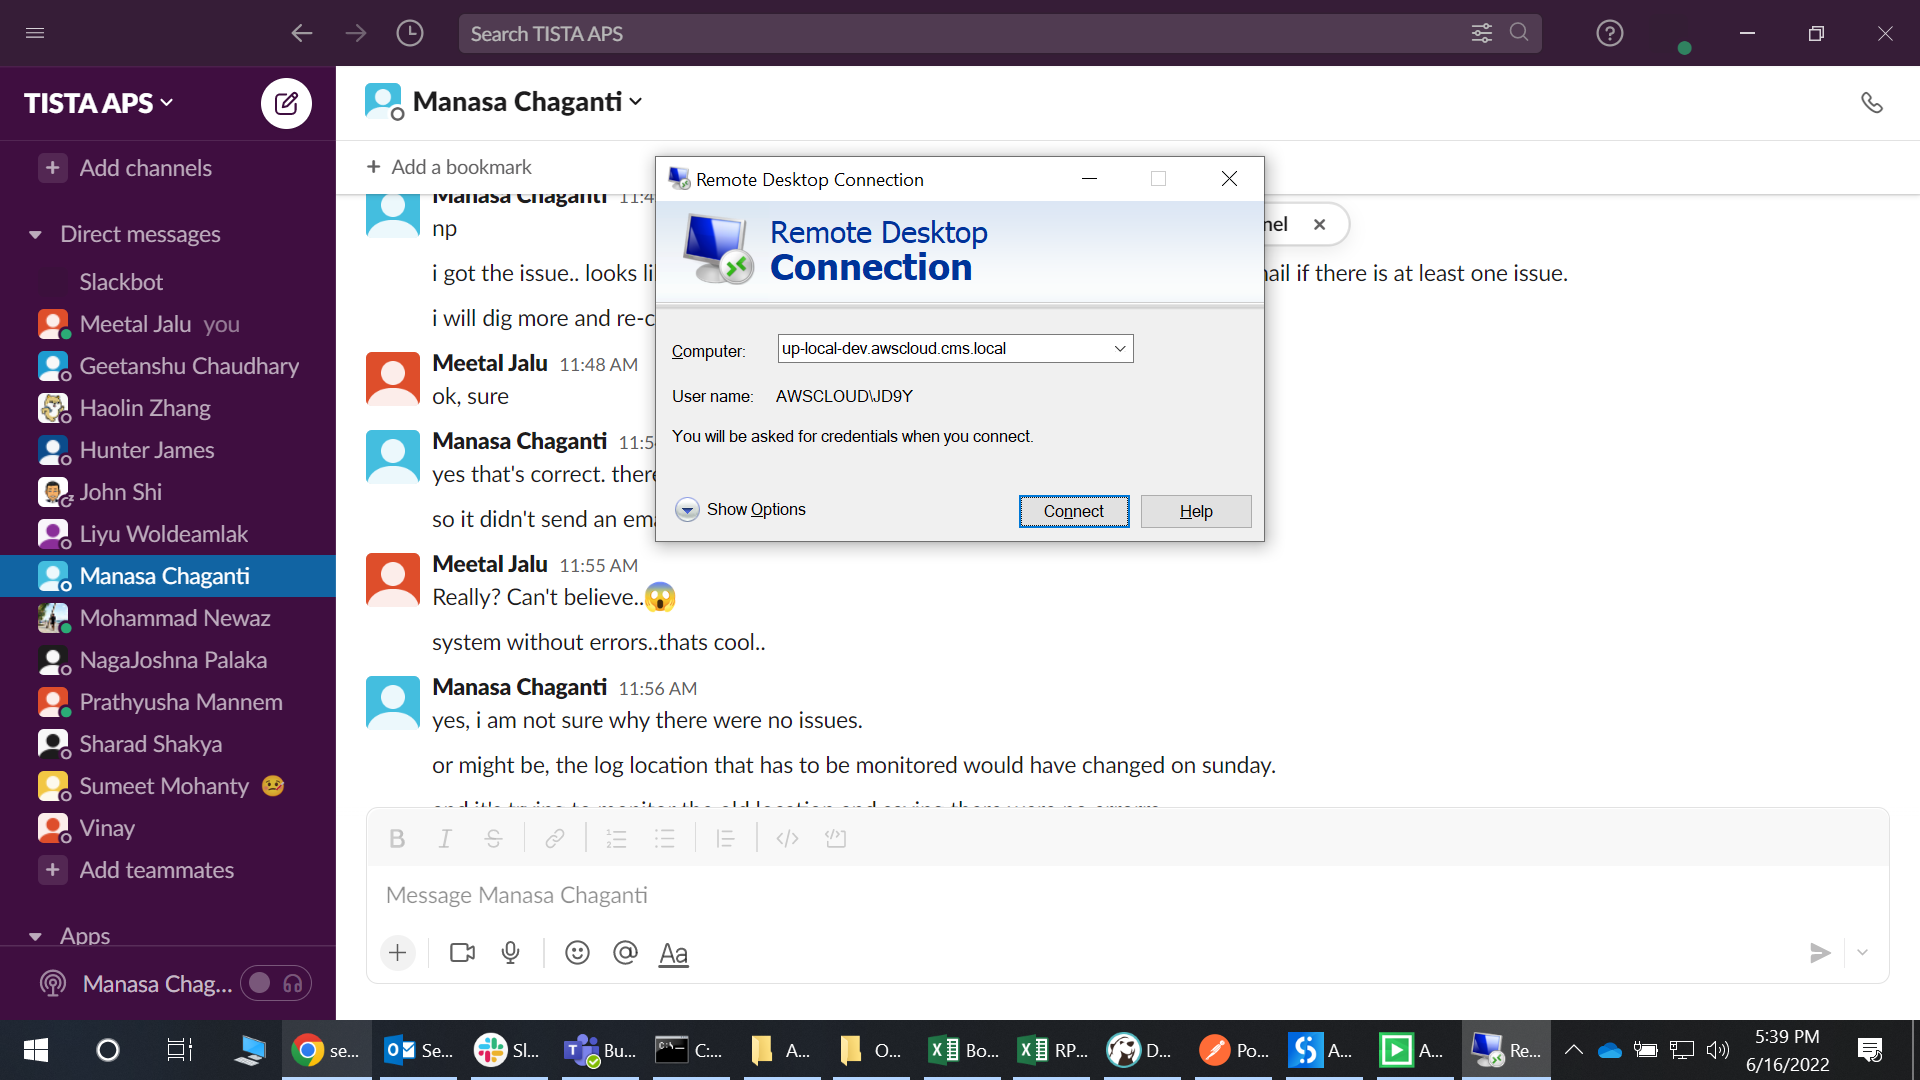 Search TISTA APS
TISTA APS
Add channels
Direct messages
Slackbot
Meetal Jalu you
Geetanshu Chaudhary
Haolin Zhang
Hunter James
John Shi
Liyu Woldeamlak
Manasa Chaganti
Mohammad Newaz
NagaJoshna Palaka
Prathyusha Mannem
Sharad Shakya
Sumeet Mohanty
Vinay
Add teammates
Apps
Manasa Chag...
Manasa Chaganti
+ Add a bookmark
Manasa Chaganti 11:4
np
i got the issue.. looks li
ail if there is at least one issue.
i will dig more and re-c
Meetal Jalu 11:48 AM
ok, sure
Manasa Chaganti 11:5
yes that's correct. there
so it didn't send an ema
Meetal Jalu 11:55 AM
Really? Can't believe..😱
system without errors..thats cool..
Manasa Chaganti 11:56 AM
yes, i am not sure why there were no issues.
or might be, the log location that has to be monitored would have changed on sunday.
Message Manasa Chaganti
Remote Desktop Connection
Remote Desktop
Connection
Computer: up-local-dev.awscloud.cms.local
User name: AWSCLOUD\JD9Y
You will be asked for credentials when you connect.
Show Options
Connect
Help
nel
se...
Se...
Sl...
Bu...
C:...
A...
O...
Bo...
RP...
D...
Po...
A...
A...
Re...
5:39 PM
6/16/2022